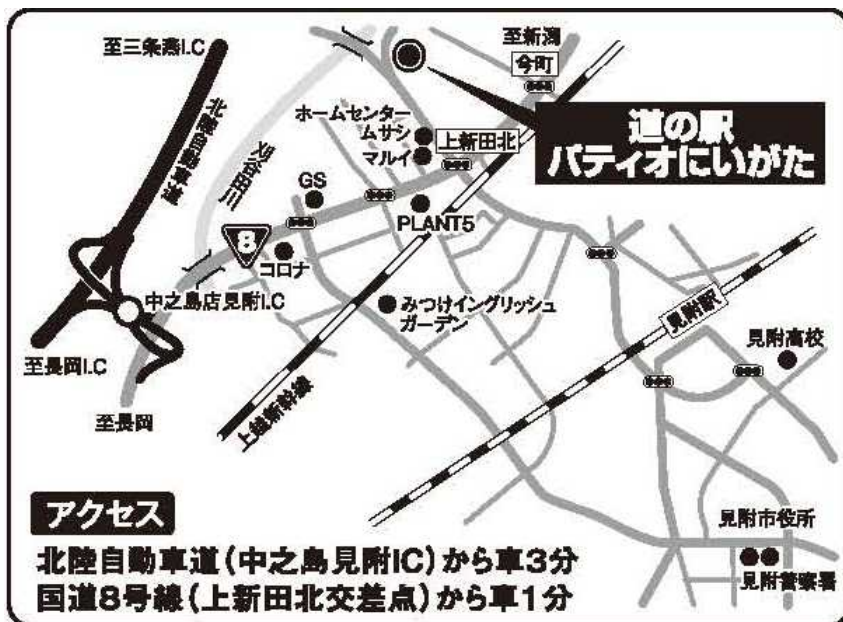 至三条燕I.C
北陸自動車道
刈谷田川
至新潟
今町
ホームセンター
ムサシ
マルイ
上新田北
道の駅
パティオにいがた
GS
PLANT5
8
コロナ
中之島店見附I.C
みつけイングリッシュ
ガーデン
見附駅
見附高校
至長岡I.C
至長岡
上越新幹線
アクセス
北陸自動車道(中之島見附IC)から車3分
国道8号線(上新田北交差点)から車1分
見附市役所
見附警察署